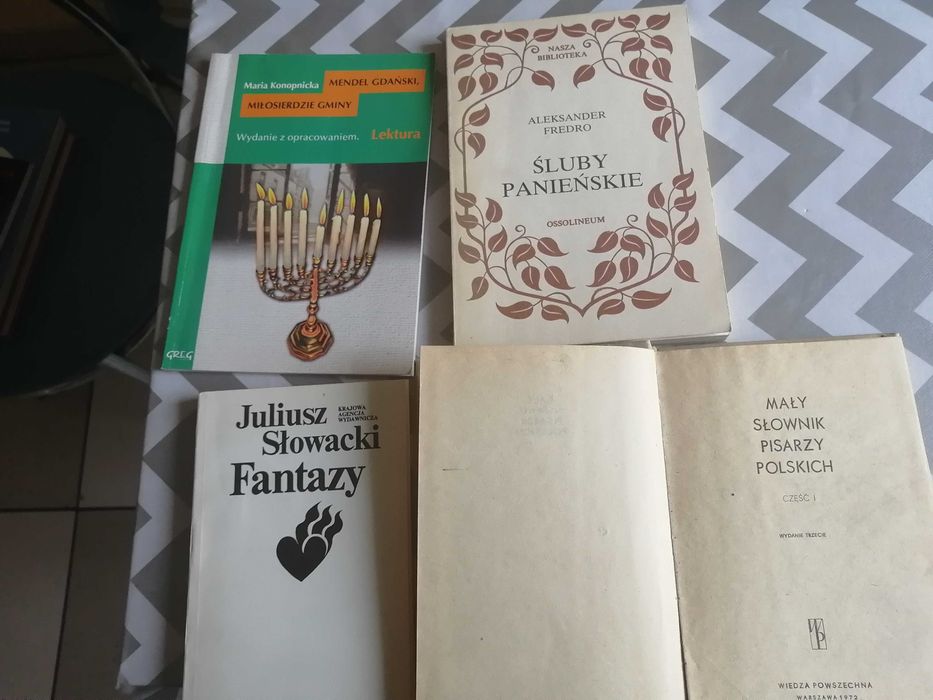 Maria Konopnicka MENDEL GDAŃSKI,
MIŁOSIERDZIE GMINY
Wydanie z opracowaniem. Lektura
GREG
NASZA
BIBLIOTEKA
ALEKSANDER
FREDRO
ŚLUBY
PANIEŃSKIE
OSSOLINEUM
Juliusz
Słowacki
Fantazy
KRAJOWA
AGENCJA
WYDAWNICZA
MAŁY
SŁOWNIK
PISARZY
POLSKICH
CZĘŚĆ I
WYDANIE TRZECIE
WP
WIEDZA POWSZECHNA
WARSZAWA 1972